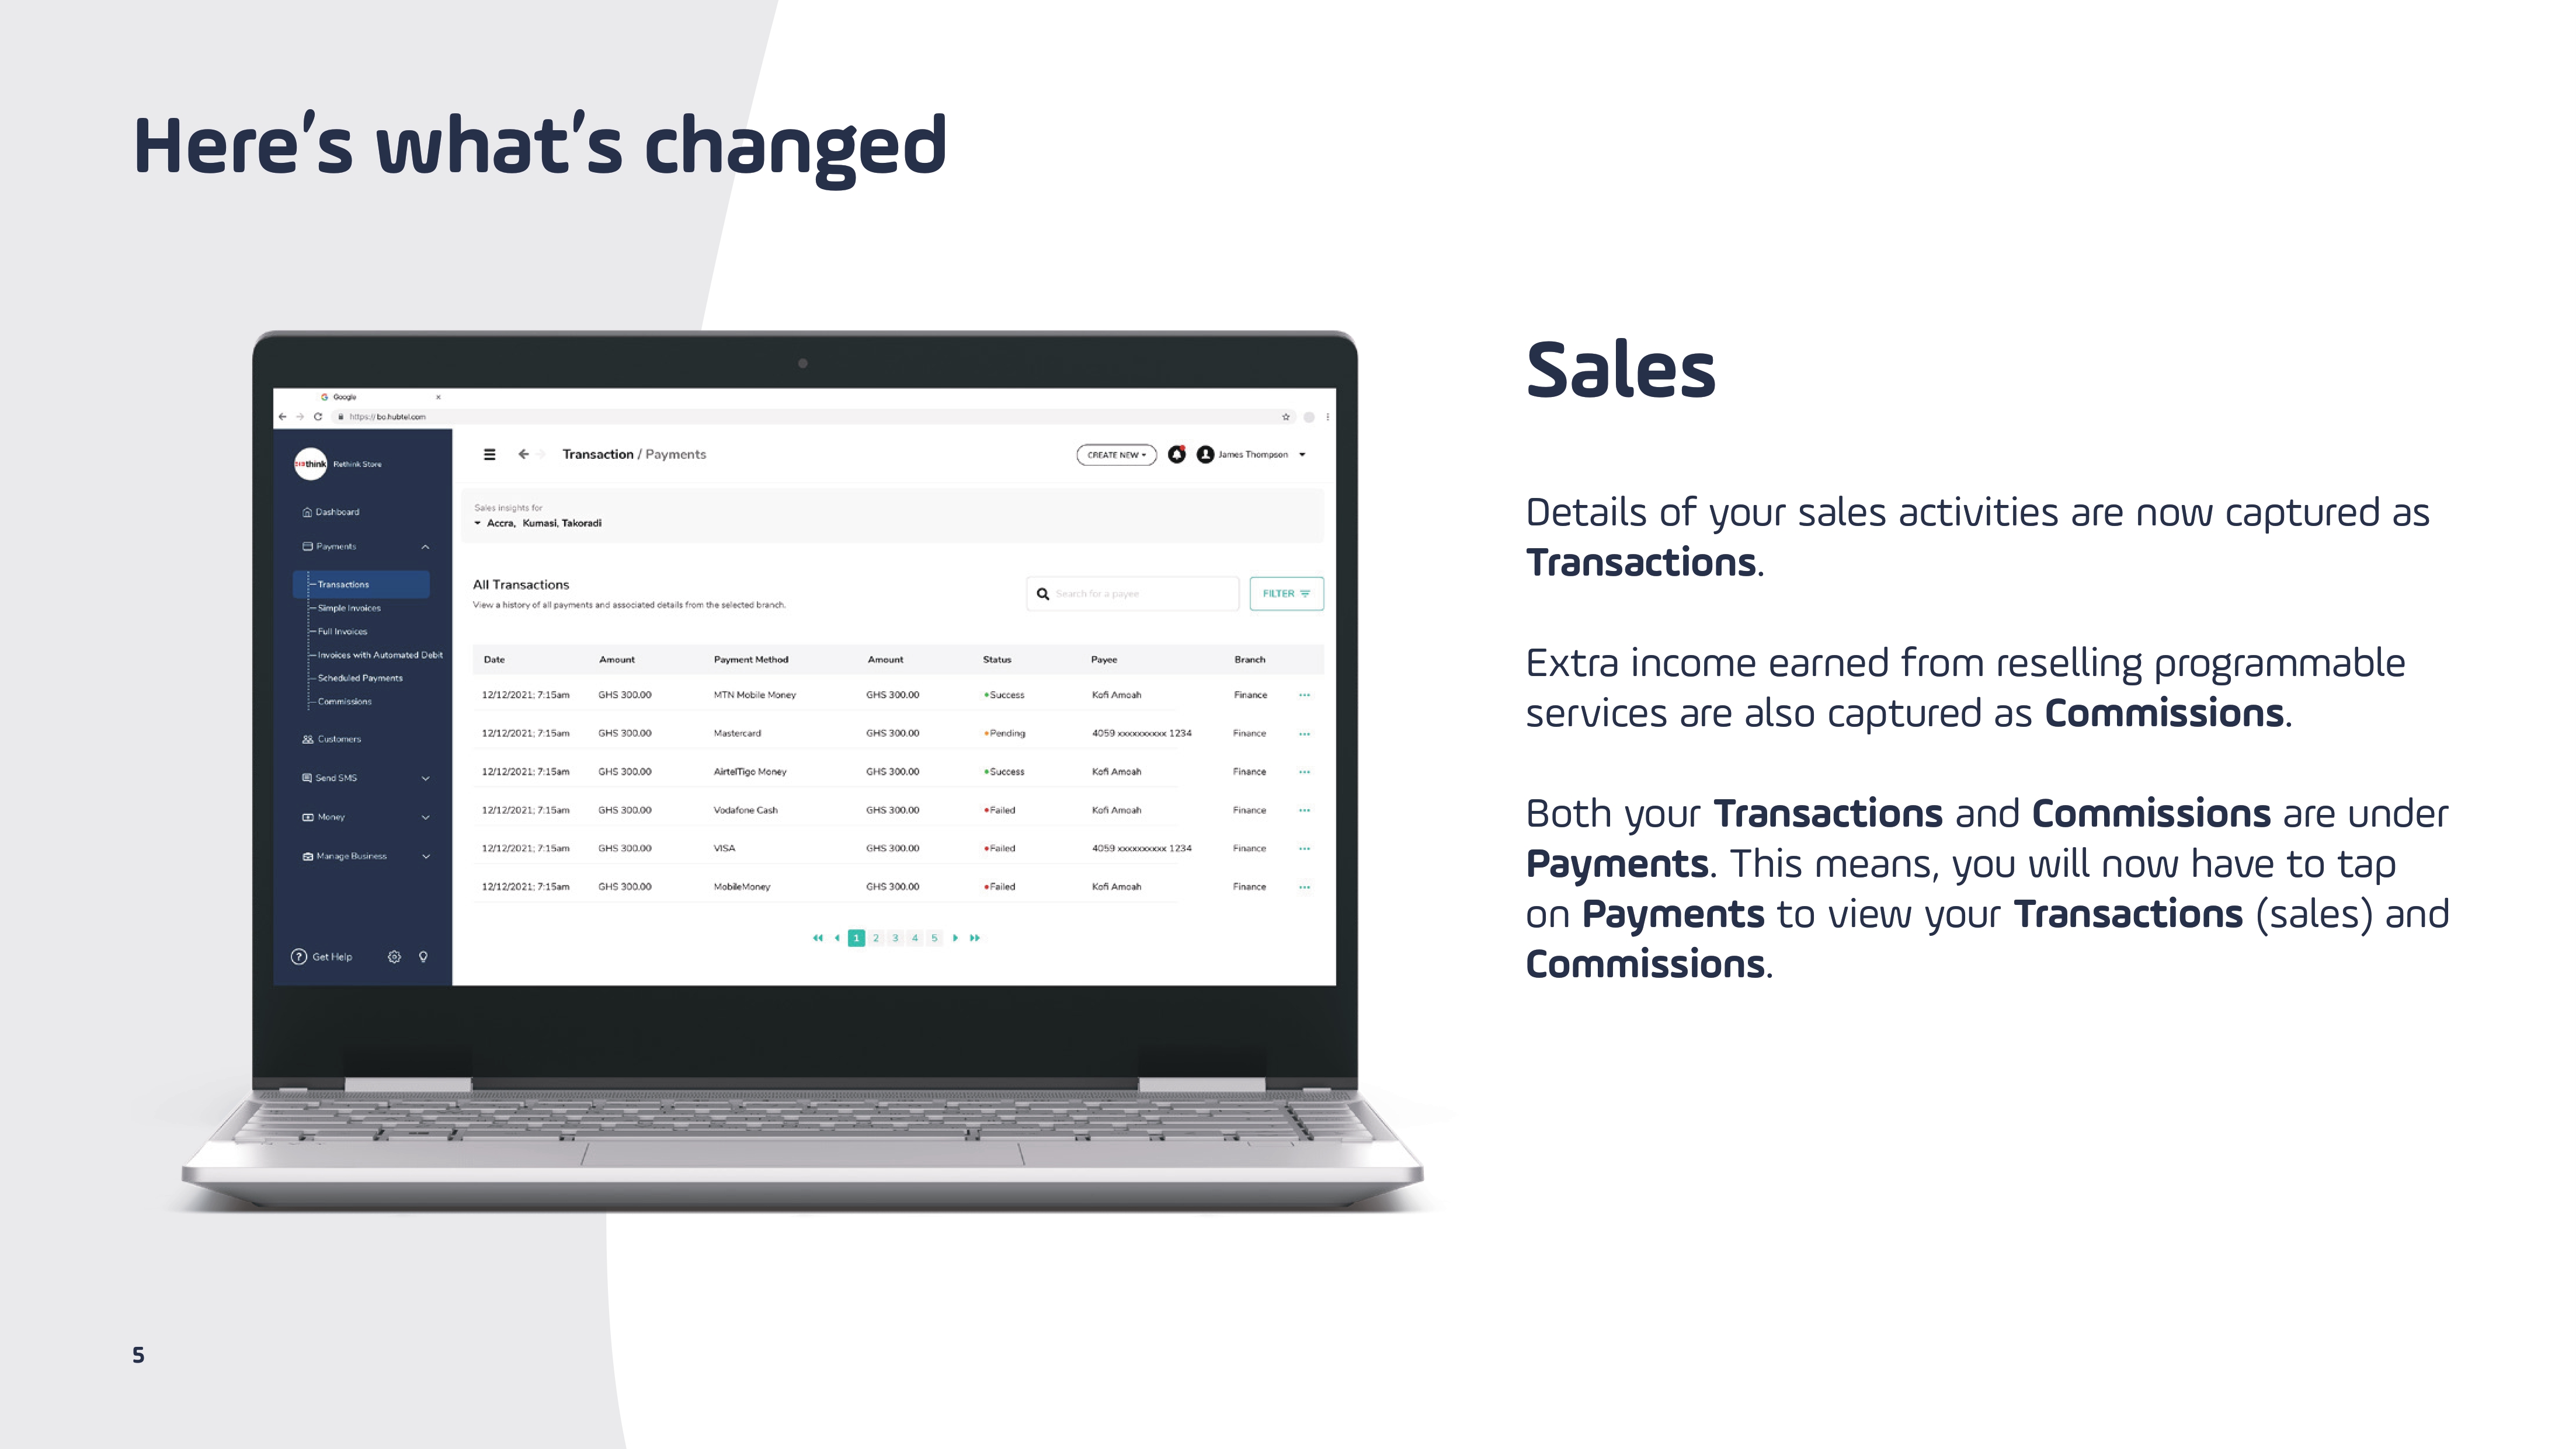 Here's what's changed
Google
https://bo.hubtel.com
Rethink Store
Transaction / Payments
CREATE NEW
James Thompson
Dashboard
Payments
Transactions
Simple Invoices
Full Invoices
Invoices with Automated Debit
Scheduled Payments
Commissions
Customers
Send SMS
Money
Manage Business
Get Help
Sales insights for
Accra, Kumasi, Takoradi
All Transactions
View a history of all payments and associated details from the selected branch.
Search for a payee
FILTER
Date Amount Payment Method Amount Status Payee Branch
12/12/2021; 7:15am GHS 300.00 MTN Mobile Money GHS 300.00 Success Kofi Amoah Finance
12/12/2021; 7:15am GHS 300.00 Mastercard GHS 300.00 Pending 4059 xxxxxxxxxx 1234 Finance
12/12/2021; 7:15am GHS 300.00 AirtelTigo Money GHS 300.00 Success Kofi Amoah Finance
12/12/2021; 7:15am GHS 300.00 Vodafone Cash GHS 300.00 Failed Kofi Amoah Finance
12/12/2021; 7:15am GHS 300.00 VISA GHS 300.00 Failed 4059 xxxxxxxxxx 1234 Finance
12/12/2021; 7:15am GHS 300.00 MobileMoney GHS 300.00 Failed Kofi Amoah Finance
1 2 3 4 5
Sales
Details of your sales activities are now captured as
Transactions.
Extra income earned from reselling programmable
services are also captured as Commissions.
Both your Transactions and Commissions are under
Payments. This means, you will now have to tap
on Payments to view your Transactions (sales) and
Commissions.
5